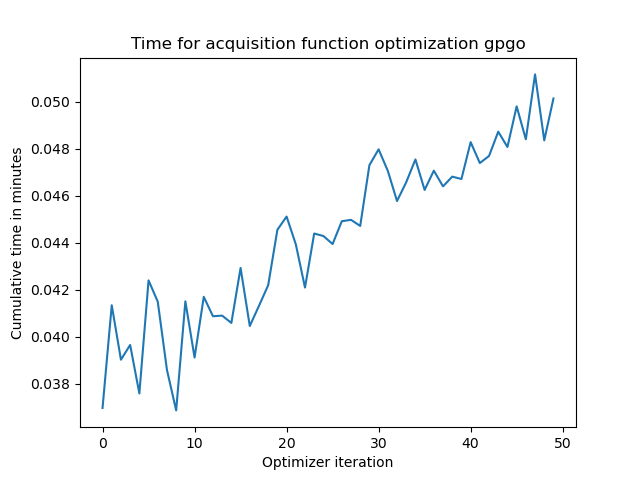 Time for acquisition function optimization gpgo
Cumulative time in minutes
0.050
0.048
0.046
0.044
0.042
0.040
0.038
0 10 20 30 40 50
Optimizer iteration